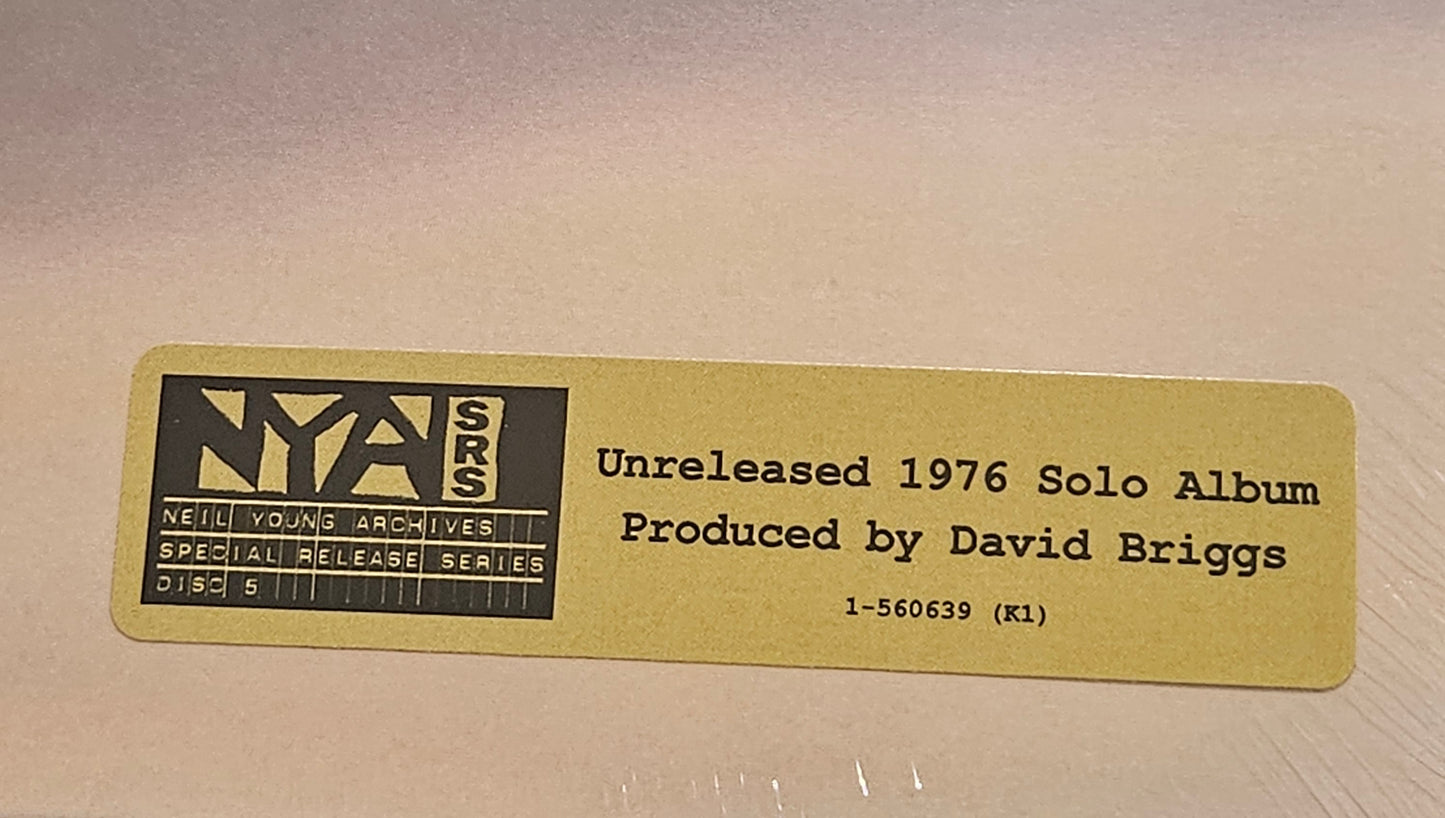 NYA SRS
NEIL YOUNG ARCHIVES
SPECIAL RELEASE SERIES
DISC 5
Unreleased 1976 Solo Album
Produced by David Briggs
1-560639 (K1)